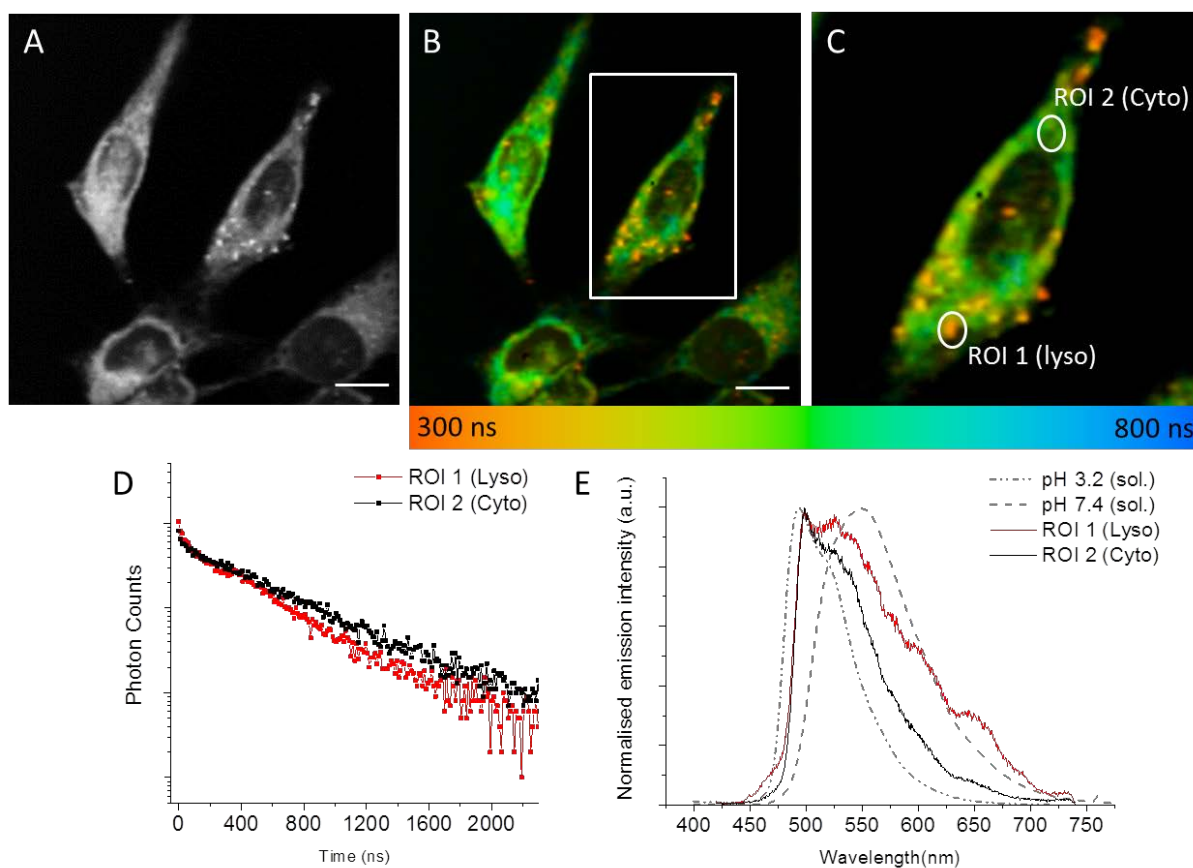 A
B
C
ROI 2 (Cyto)
ROI 1 (lyso)
300 ns
800 ns
D
ROI 1 (Lyso)
ROI 2 (Cyto)
Photon Counts
0
400
800
1200
1600
2000
Time (ns)
E
pH 3.2 (sol.)
pH 7.4 (sol.)
ROI 1 (Lyso)
ROI 2 (Cyto)
Normalised emission intensity (a.u.)
400
450
500
550
600
650
700
750
Wavelength(nm)